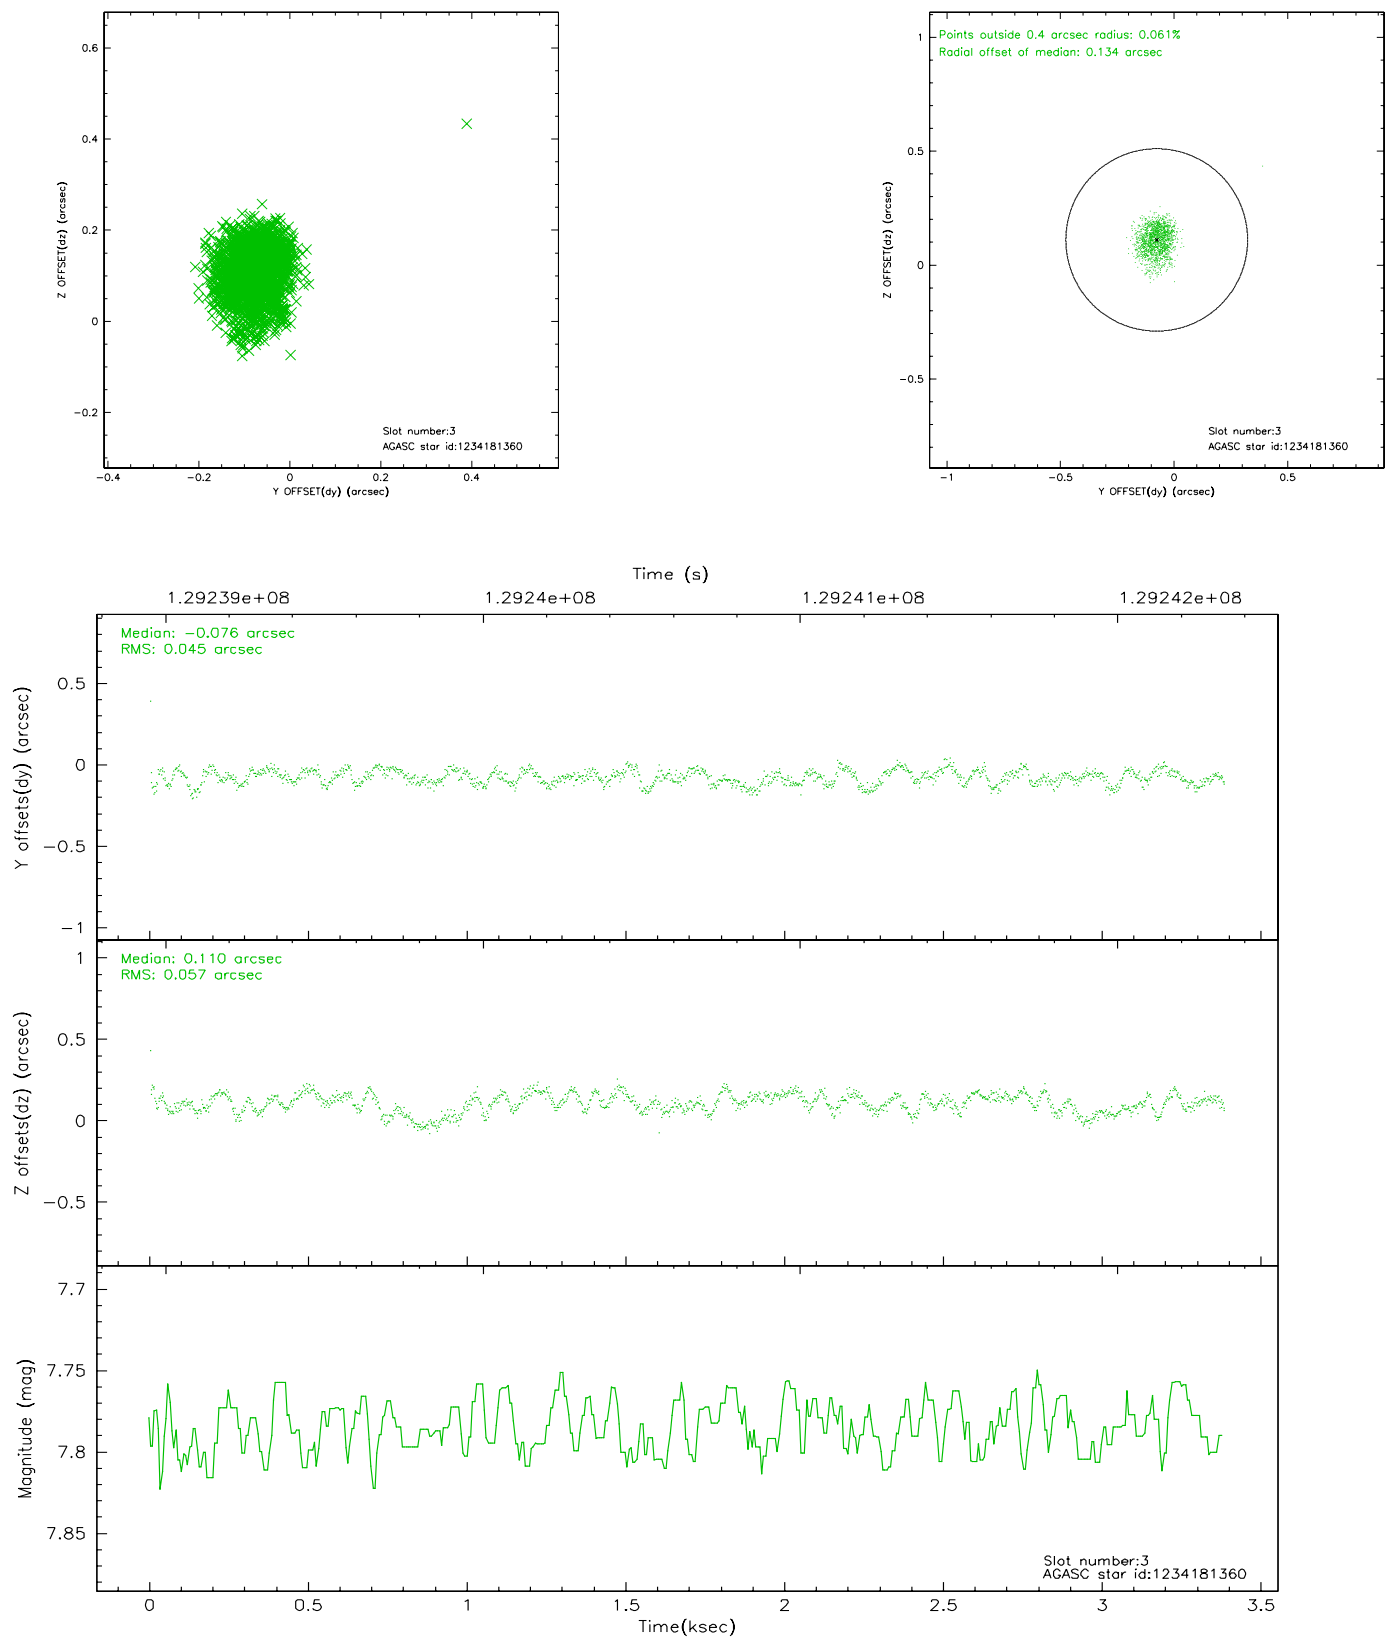 0.6
0.4
0.2
0
−0.2
−0.4
−0.2
0
0.2
0.4
Z OFFSET(dz) (arcsec)
Y OFFSET(dy) (arcsec)
Slot number:3
AGASC star id:1234181360
Points outside 0.4 arcsec radius: 0.061%
Radial offset of median: 0.134 arcsec
1
0.5
0
−0.5
−1
−0.5
0
0.5
Z OFFSET(dz) (arcsec)
Y OFFSET(dy) (arcsec)
Slot number:3
AGASC star id:1234181360
Time (s)
1.29239e+08 1.2924e+08 1.29241e+08 1.29242e+08
Median: −0.076 arcsec
RMS: 0.045 arcsec
0.5
0
−0.5
−1
Y offsets(dy) (arcsec)
Median: 0.110 arcsec
RMS: 0.057 arcsec
1
0.5
0
−0.5
Z offsets(dz) (arcsec)
7.7
7.75
7.8
7.85
Magnitude (mag)
Slot number:3
AGASC star id:1234181360
0 0.5 1 1.5 2 2.5 3 3.5
Time(ksec)